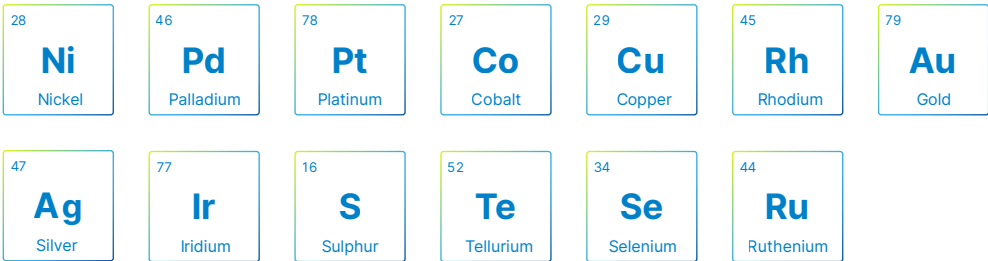 28 46 78 27 29 45 79
Ni Pd Pt Co Cu Rh Au
Nickel Palladium Platinum Cobalt Copper Rhodium Gold
47 77 16 52 34 44
Ag Ir S Te Se Ru
Silver Iridium Sulphur Tellurium Selenium Ruthenium